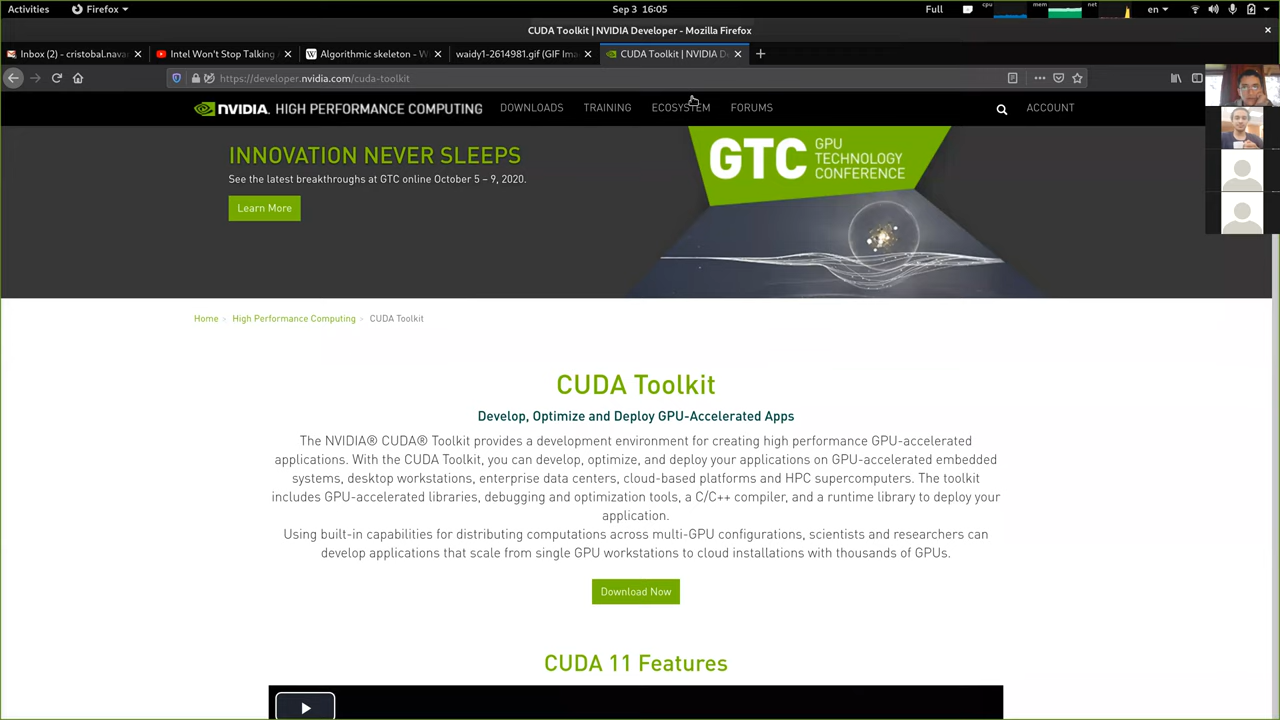 Activities
Firefox
Sep 3 16:05
Full
cpu
mem
net
en
CUDA Toolkit | NVIDIA Developer - Mozilla Firefox
Inbox (2) - cristobal.nava
Intel Won't Stop Talking
Algorithmic skeleton - W
waidy1-2614981.gif (GIF Ima
CUDA Toolkit | NVIDIA D
https://developer.nvidia.com/cuda-toolkit
NVIDIA. HIGH PERFORMANCE COMPUTING
DOWNLOADS
TRAINING
ECOSYSTEM
FORUMS
ACCOUNT
INNOVATION NEVER SLEEPS
See the latest breakthroughs at GTC online October 5 – 9, 2020.
Learn More
GTC
GPU
TECHNOLOGY
CONFERENCE
Home > High Performance Computing > CUDA Toolkit
CUDA Toolkit
Develop, Optimize and Deploy GPU-Accelerated Apps
The NVIDIA® CUDA® Toolkit provides a development environment for creating high performance GPU-accelerated
applications. With the CUDA Toolkit, you can develop, optimize, and deploy your applications on GPU-accelerated embedded
systems, desktop workstations, enterprise data centers, cloud-based platforms and HPC supercomputers. The toolkit
includes GPU-accelerated libraries, debugging and optimization tools, a C/C++ compiler, and a runtime library to deploy your
application.
Using built-in capabilities for distributing computations across multi-GPU configurations, scientists and researchers can
develop applications that scale from single GPU workstations to cloud installations with thousands of GPUs.
Download Now
CUDA 11 Features